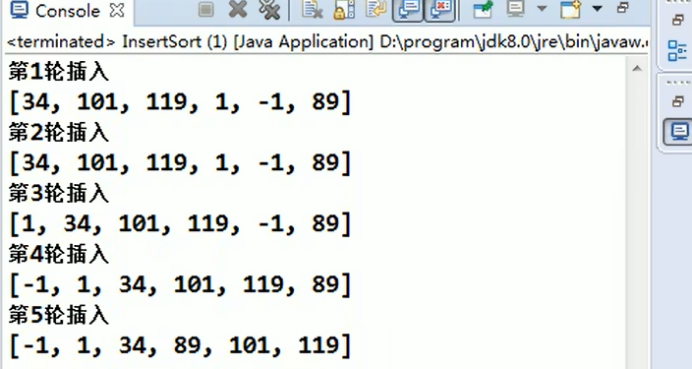 Console
<terminated> InsertSort (1) [Java Application] D:\program\jdk8.0\jre\bin\javaw.
第1轮插入
[34, 101, 119, 1, -1, 89]
第2轮插入
[34, 101, 119, 1, -1, 89]
第3轮插入
[1, 34, 101, 119, -1, 89]
第4轮插入
[-1, 1, 34, 101, 119, 89]
第5轮插入
[-1, 1, 34, 89, 101, 119]